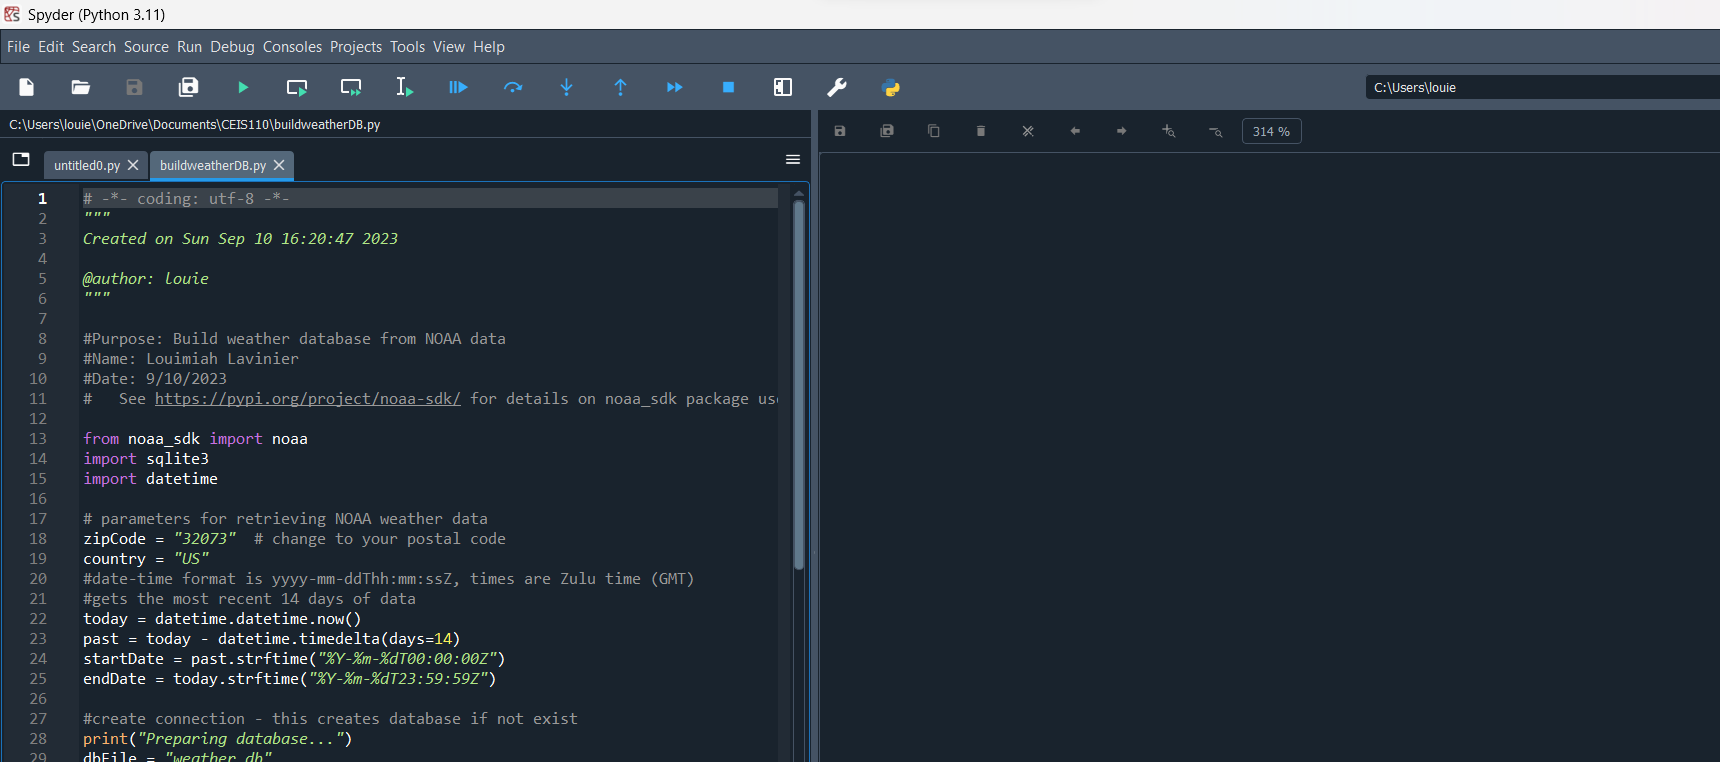 Spyder (Python 3.11)
File Edit Search Source Run Debug Consoles Projects Tools View Help
C:\Users\louie
C:\Users\louie\OneDrive\Documents\CEIS110\buildweatherDB.py
314 %
untitled0.py buildweatherDB.py
1 # -*- coding: utf-8 -*-
2 """
3 Created on Sun Sep 10 16:20:47 2023
4
5 @author: louie
6 """
7
8 #Purpose: Build weather database from NOAA data
9 #Name: Louimiah Lavinier
10 #Date: 9/10/2023
11 #   See https://pypi.org/project/noaa-sdk/ for details on noaa_sdk package
12
13 from noaa_sdk import noaa
14 import sqlite3
15 import datetime
16
17 # parameters for retrieving NOAA weather data
18 zipCode = "32073"  # change to your postal code
19 country = "US"
20 #date-time format is yyyy-mm-ddThh:mm:ssZ, times are Zulu time (GMT)
21 #gets the most recent 14 days of data
22 today = datetime.datetime.now()
23 past = today - datetime.timedelta(days=14)
24 startDate = past.strftime("%Y-%m-%dT00:00:00Z")
25 endDate = today.strftime("%Y-%m-%dT23:59:59Z")
26
27 #create connection - this creates database if not exist
28 print("Preparing database...")
29 dbFile = "weather.db"